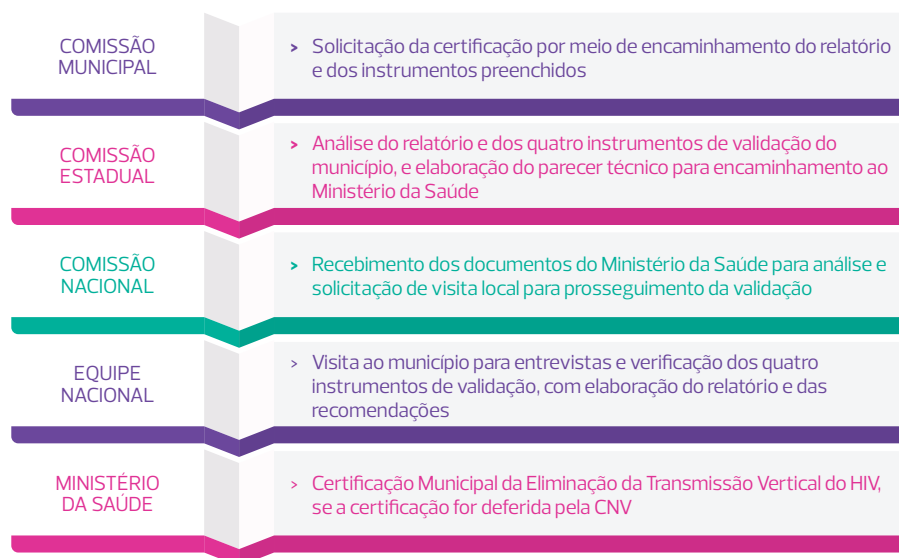 COMISSÃO
MUNICIPAL
> Solicitação da certificação por meio de encaminhamento do relatório
e dos instrumentos preenchidos
COMISSÃO
ESTADUAL
> Análise do relatório e dos quatro instrumentos de validação do
município, e elaboração do parecer técnico para encaminhamento ao
Ministério da Saúde
COMISSÃO
NACIONAL
> Recebimento dos documentos do Ministério da Saúde para análise e
solicitação de visita local para prosseguimento da validação
EQUIPE
NACIONAL
> Visita ao município para entrevistas e verificação dos quatro
instrumentos de validação, com elaboração do relatório e das
recomendações
MINISTÉRIO
DA SAÚDE
> Certificação Municipal da Eliminação da Transmissão Vertical do HIV,
se a certificação for deferida pela CNV